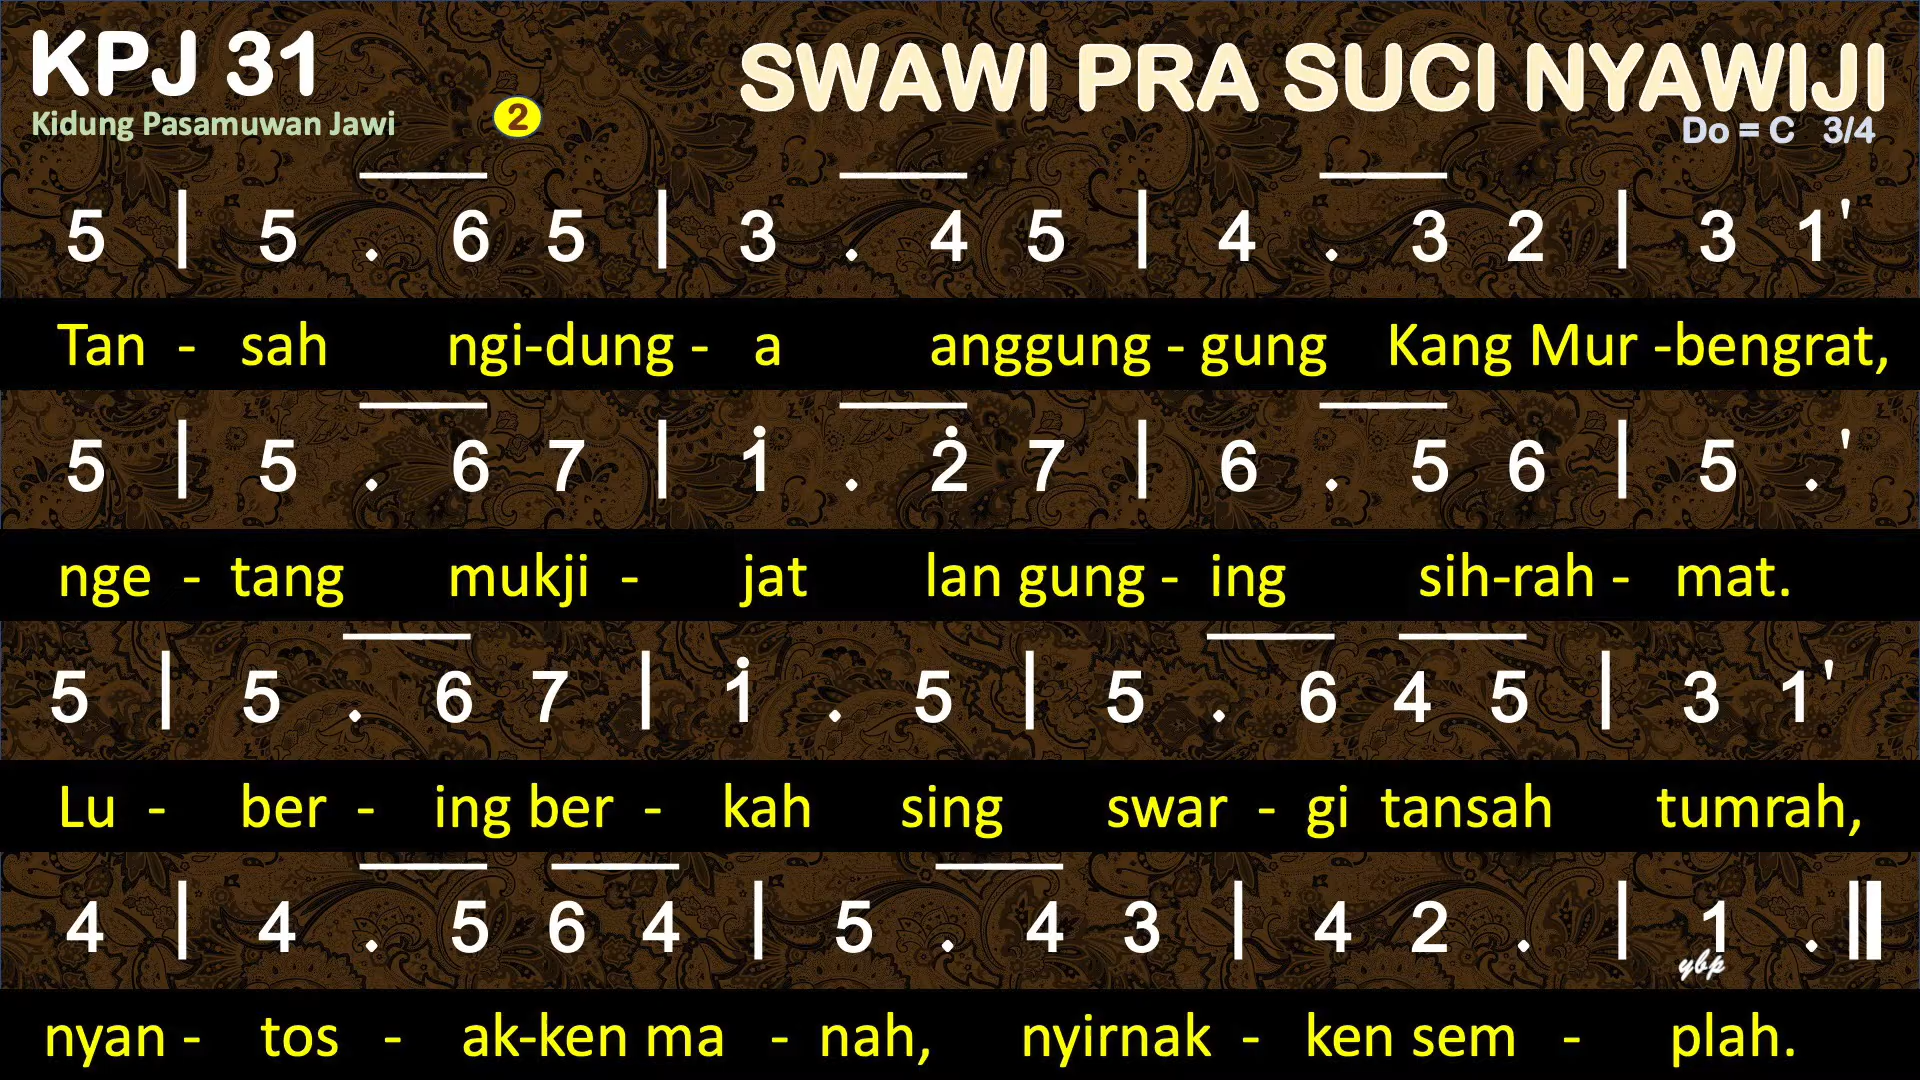 KPJ 31
SWAWI PRA SUCI NYAWIJI
Kidung Pasamuwan Jawi
2
Do = C 3/4
5 | 5 . 6 5 | 3 . 4 5 | 4 . 3 2 | 3 1'
Tan - sah ngi-dung - a anggung - gung Kang Mur -bengrat,
5 | 5 . 6 7 | 1̇ . 2̇ 7 | 6 . 5 6 | 5 .'
nge - tang mukji - jat lan gung - ing sih-rah - mat.
5 | 5 . 6 7 | 1̇ . 5 | 5 . 6 4 5 | 3 1'
Lu - ber - ing ber - kah sing swar - gi tansah tumrah,
4 | 4 . 5 6 4 | 5 . 4 3 | 4 2 . | 1 . ||
ybp
nyan - tos - ak-ken ma - nah, nyirnak - ken sem - plah.